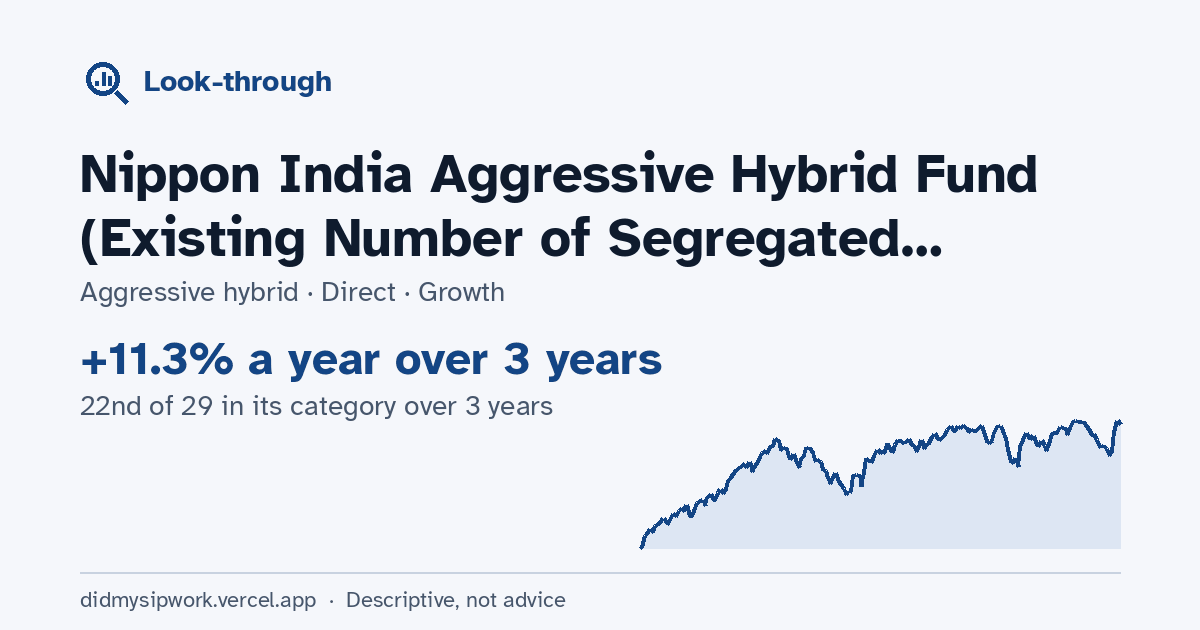 Look-through
Nippon India Aggressive Hybrid Fund
(Existing Number of Segregated...
Aggressive hybrid · Direct · Growth
+11.3% a year over 3 years
22nd of 29 in its category over 3 years
didmysipwork.vercel.app · Descriptive, not advice